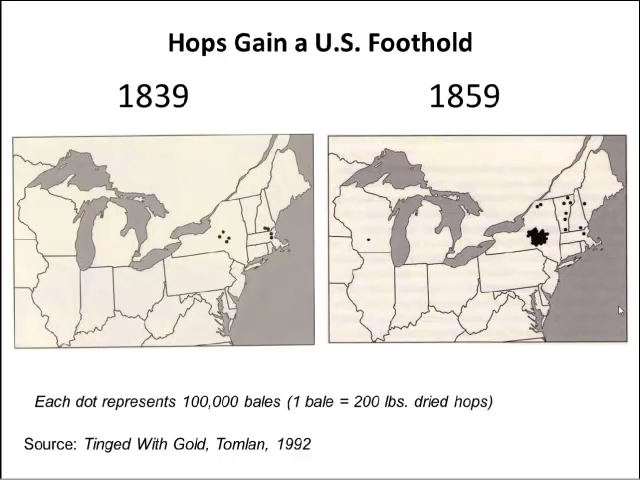 Hops Gain a U.S. Foothold
1839
1859
Each dot represents 100,000 bales (1 bale = 200 lbs. dried hops)
Source: Tinged With Gold, Tomlan, 1992